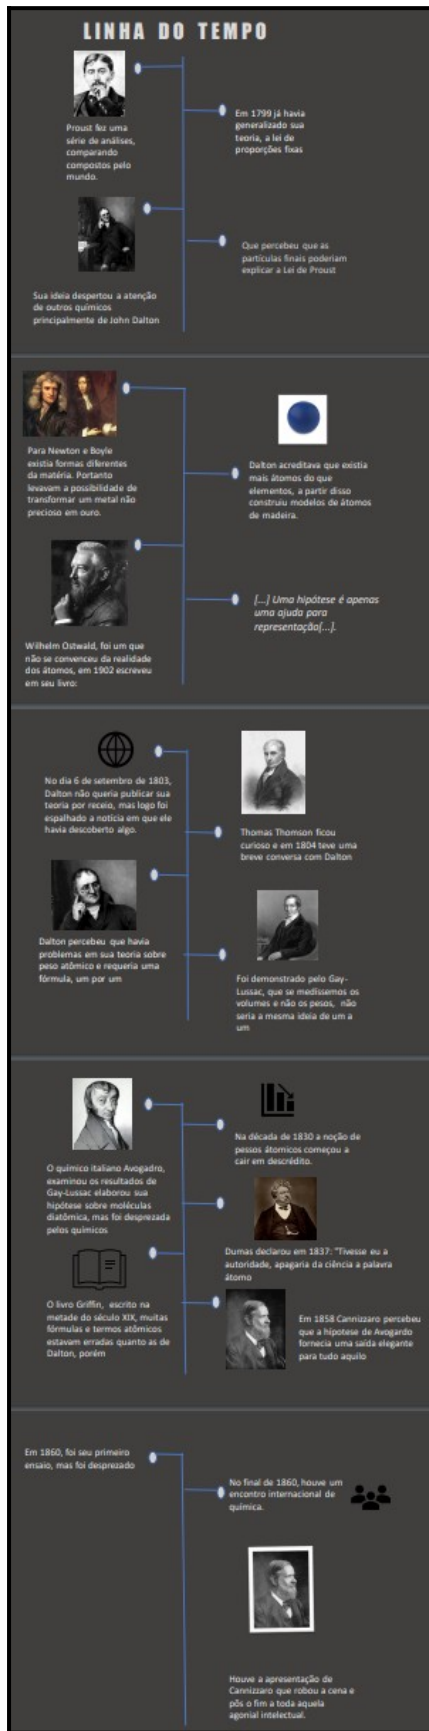 LINHA DO TEMPO
Proust fez uma
série de análises,
comparando
compostos pelo
mundo.
Em 1799 já havia
generalizado sua
teoria, a lei de
proporções fixas
Sua ideia despertou a atenção
de outros químicos
principalmente de John Dalton
Que percebeu que as
partículas finais poderiam
explicar a Lei de Proust
Para Newton e Boyle
existia formas diferentes
da matéria. Portanto
levavam a possibilidade de
transformar um metal não
precioso em ouro.
Dalton acreditava que existia
mais átomos do que
elementos, a partir disso
construiu modelos de átomos
de madeira.
Wilhelm Ostwald, foi um que
não se convenceu da realidade
dos átomos, em 1902 escreveu
em seu livro:
[...] Uma hipótese é apenas
uma ajuda para
representação[...].
No dia 6 de setembro de 1803,
Dalton não queria publicar sua
teoria por receio, mas logo foi
espalhado a notícia em que ele
havia descoberto algo.
Thomas Thomson ficou
curioso e em 1804 teve uma
breve conversa com Dalton
Dalton percebeu que havia
problemas em sua teoria sobre
peso atômico e requeria uma
fórmula, um por um
Foi demonstrado pelo Gay-
Lussac, que se medíssemos os
volumes e não os pesos, não
seria a mesma ideia de um a
um
O químico italiano Avogadro,
examinou os resultados de
Gay-Lussac elaborou sua
hipótese sobre moléculas
diatômica, mas foi desprezada
pelos químicos
Na década de 1830 a noção de
pessos átomicos começou a
cair em descrédito.
Dumas declarou em 1837: "Tivesse eu a
autoridade, apagaria da ciência a palavra
átomo
O livro Griffin, escrito na
metade do século XIX, muitas
fórmulas e termos atômicos
estavam erradas quanto as de
Dalton, porém
Em 1858 Cannizzaro percebeu
que a hípotese de Avogardo
fornecia uma saída elegante
para tudo aquilo
Em 1860, foi seu primeiro
ensaio, mas foi desprezado
No final de 1860, houve um
encontro internacional de
química.
Houve a apresentação de
Cannizzaro que robou a cena e
pôs o fim a toda aquela
agonial intelectual.